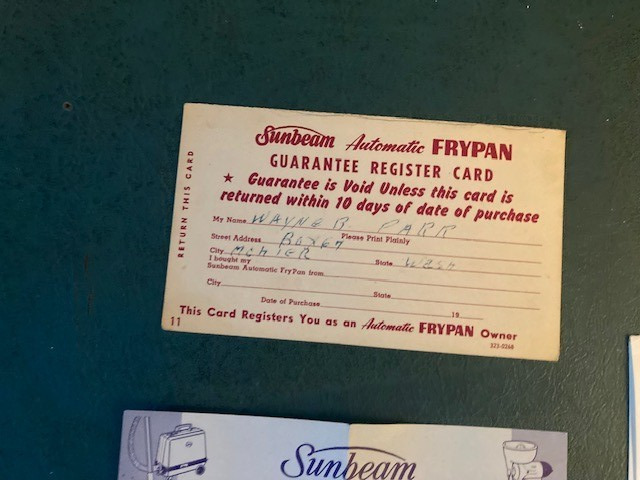 Sunbeam Automatic FRYPAN
GUARANTEE REGISTER CARD
★ Guarantee is Void Unless this card is
returned within 10 days of date of purchase
My Name WAYNE B PARR
Please Print Plainly
Street Address BOX 67
City State WASH
I bought my
Sunbeam Automatic FryPan from
City State
Date of Purchase 19
This Card Registers You as an Automatic FRYPAN Owner
11
323-0260
RETURN THIS CARD
Sunbeam